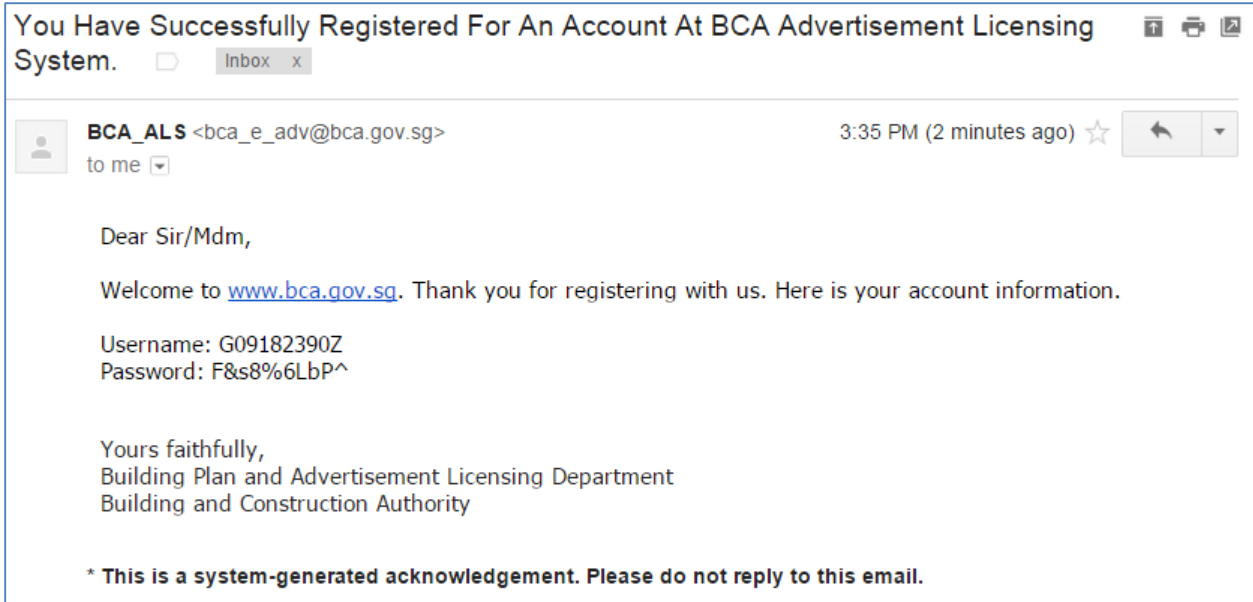 You Have Successfully Registered For An Account At BCA Advertisement Licensing
System.
Inbox x
BCA_ALS <bca_e_adv@bca.gov.sg>
3:35 PM (2 minutes ago)
to me
Dear Sir/Mdm,
Welcome to www.bca.gov.sg. Thank you for registering with us. Here is your account information.
Username: G09182390Z
Password: F&s8%6LbP^
Yours faithfully,
Building Plan and Advertisement Licensing Department
Building and Construction Authority
* This is a system-generated acknowledgement. Please do not reply to this email.